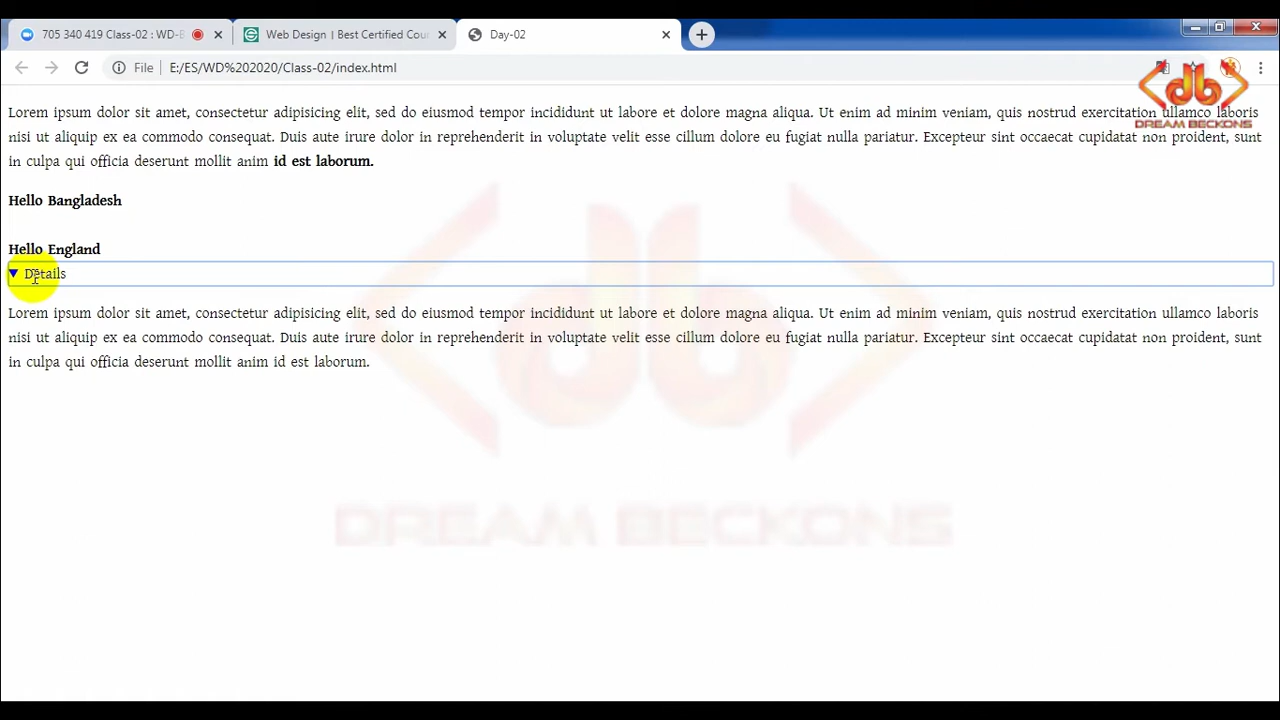 705 340 419 Class-02 : WD-B
Web Design | Best Certified Cour
Day-02
File
E:/ES/WD%202020/Class-02/index.html
DREAM BECKONS
Lorem ipsum dolor sit amet, consectetur adipisicing elit, sed do eiusmod tempor incididunt ut labore et dolore magna aliqua. Ut enim ad minim veniam, quis nostrud exercitation ullamco laboris
nisi ut aliquip ex ea commodo consequat. Duis aute irure dolor in reprehenderit in voluptate velit esse cillum dolore eu fugiat nulla pariatur. Excepteur sint occaecat cupidatat non proident, sunt
in culpa qui officia deserunt mollit anim id est laborum.
Hello Bangladesh
Hello England
Details
Lorem ipsum dolor sit amet, consectetur adipisicing elit, sed do eiusmod tempor incididunt ut labore et dolore magna aliqua. Ut enim ad minim veniam, quis nostrud exercitation ullamco laboris
nisi ut aliquip ex ea commodo consequat. Duis aute irure dolor in reprehenderit in voluptate velit esse cillum dolore eu fugiat nulla pariatur. Excepteur sint occaecat cupidatat non proident, sunt
in culpa qui officia deserunt mollit anim id est laborum.
DREAM BECKONS